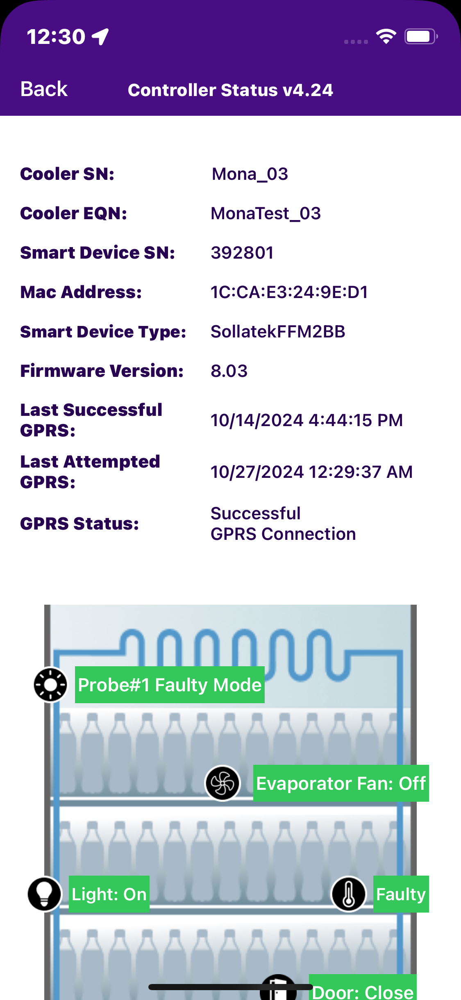 12:30
Back
Controller Status v4.24
Cooler SN: Mona_03
Cooler EQN: MonaTest_03
Smart Device SN: 392801
Mac Address: 1C:CA:E3:24:9E:D1
Smart Device Type: SollatekFFM2BB
Firmware Version: 8.03
Last Successful
GPRS:
10/14/2024 4:44:15 PM
Last Attempted
GPRS:
10/27/2024 12:29:37 AM
GPRS Status:
Successful
GPRS Connection
Probe#1 Faulty Mode
Evaporator Fan: Off
Light: On
Faulty
Door: Close